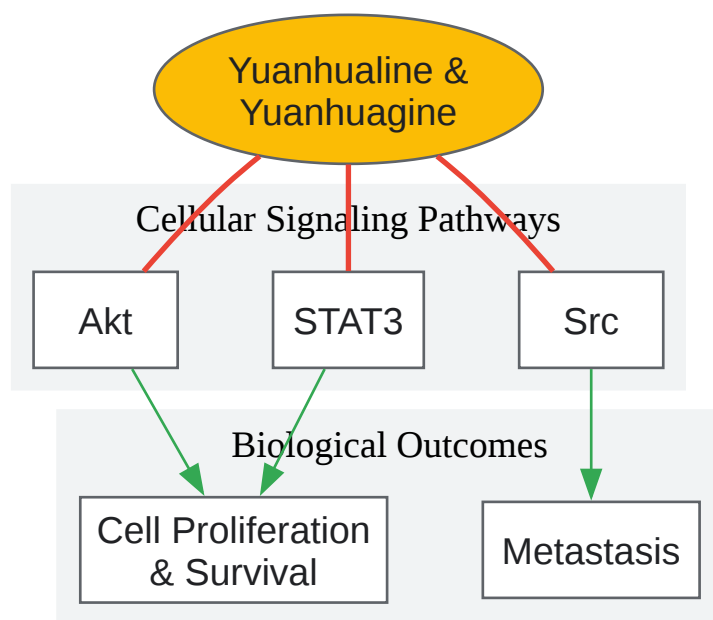 Yuanhualine &
Yuanhuagine
Cellular Signaling Pathways
Akt
STAT3
Src
Biological Outcomes
Cell Proliferation
& Survival
Metastasis